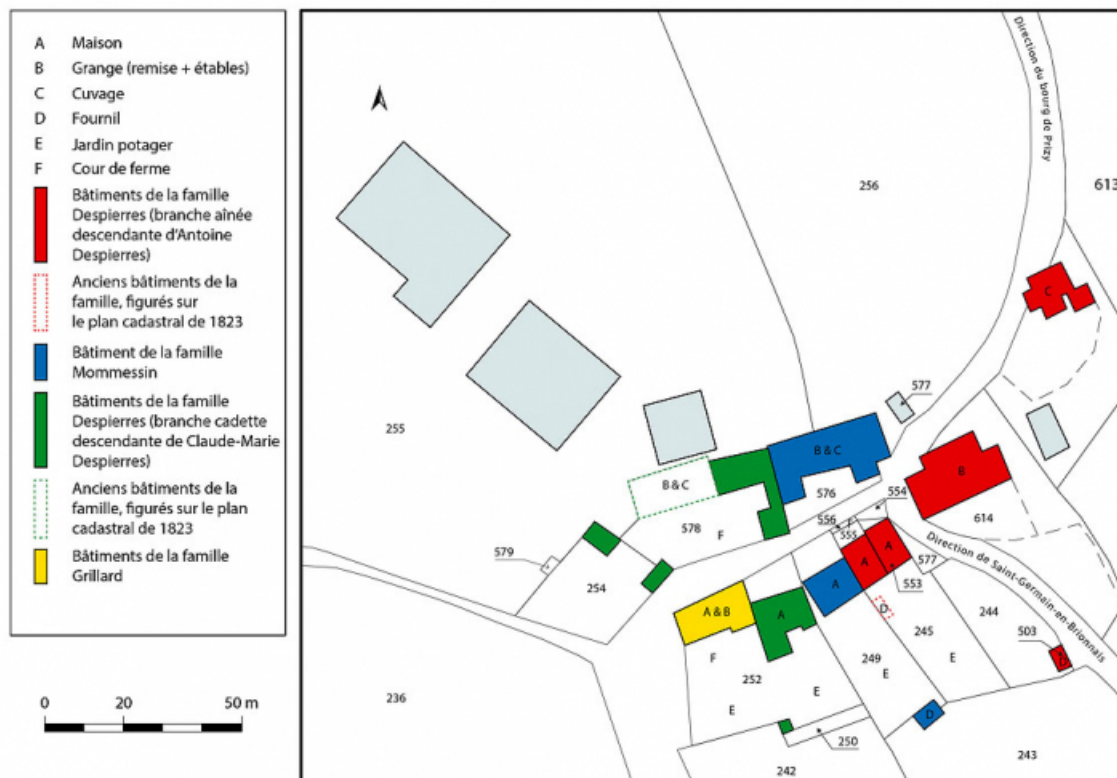 A Maison
B Grange (remise + étables)
C Cuvage
D Fournil
E Jardin potager
F Cour de ferme
Bâtiments de la famille
Despierres (branche aînée
descendante d'Antoine
Despierres)
Anciens bâtiments de la
famille, figurés sur
le plan cadastral de 1823
Bâtiment de la famille
Mommessin
Bâtiments de la famille
Despierres (branche cadette
descendante de Claude-Marie
Despierres)
Anciens bâtiments de la
famille, figurés sur le plan
cadastral de 1823
Bâtiments de la famille
Grillard
0 20 50 m
Direction du bourg de Prizy
256
613
C
577
255
B & C
B & C
B
576
554
578
F
556
F
555
A
A
614
579
577
553
Direction de Saint-Germain-en-Brionnais
254
A
D
A & B
A
245
244
503
D
F
249
252
E
E
236
E
E
D
250
243
242